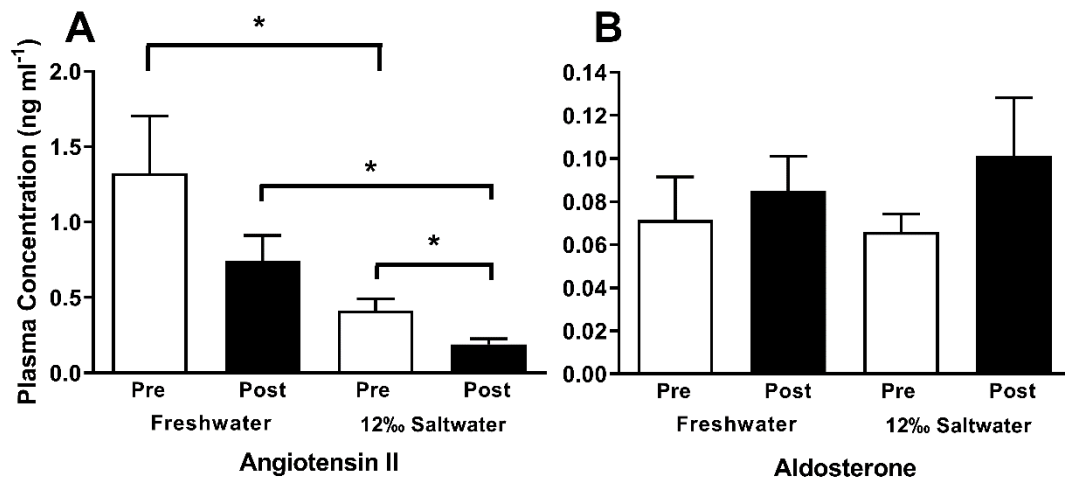 A
Plasma Concentration (ng ml⁻¹)
2.0
1.5
1.0
0.5
0.0
*
*
*
Pre Post Pre Post
Freshwater 12‰ Saltwater
Angiotensin II
B
0.14
0.12
0.10
0.08
0.06
0.04
0.02
0.00
Pre Post Pre Post
Freshwater 12‰ Saltwater
Aldosterone